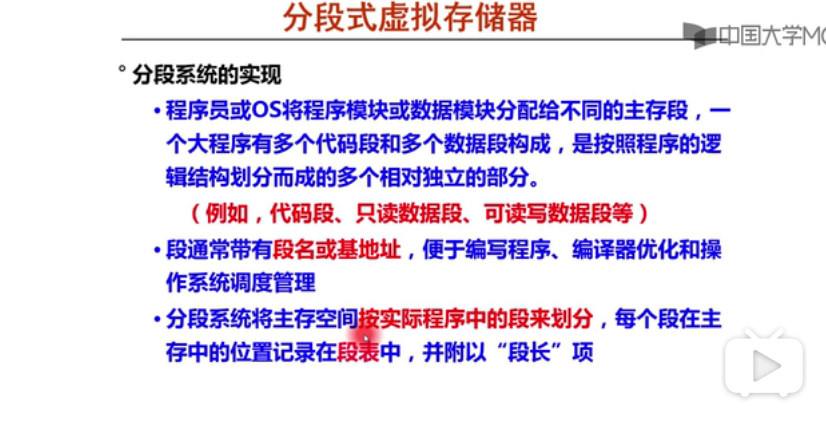 分段式虚拟存储器
中国大学MO
° 分段系统的实现
• 程序员或OS将程序模块或数据模块分配给不同的主存段，一
个大程序有多个代码段和多个数据段构成，是按照程序的逻
辑结构划分而成的多个相对独立的部分。
（例如，代码段、只读数据段、可读写数据段等）
• 段通常带有段名或基地址，便于编写程序、编译器优化和操
作系统调度管理
• 分段系统将主存空间按实际程序中的段来划分，每个段在主
存中的位置记录在段表中，并附以“段长”项